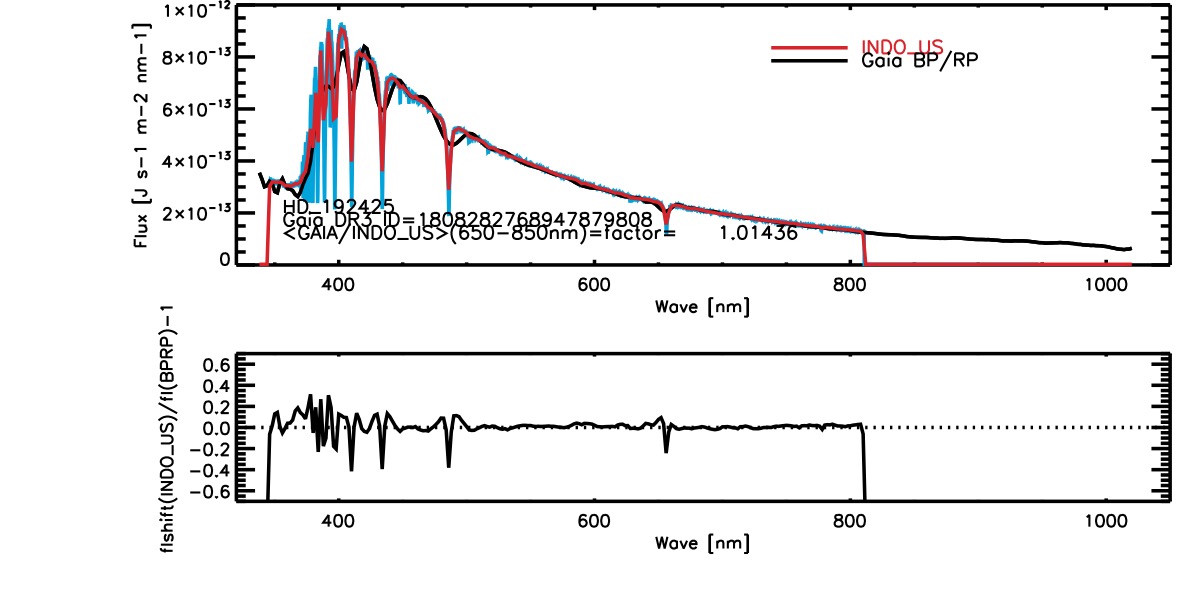 1×10−12
8×10−13
6×10−13
4×10−13
2×10−13
0
Flux [J s−1 m−2 nm−1]
INDO_US
Gaia BP/RP
HD_192425
Gaia DR3 ID=1808282768947879808
<GAIA/INDO_US>(650−850nm)=factor= 1.01436
400 600 800 1000
Wave [nm]
flshift(INDO_US)/fl(BPRP)−1
0.6
0.4
0.2
0.0
−0.2
−0.4
−0.6
400 600 800 1000
Wave [nm]